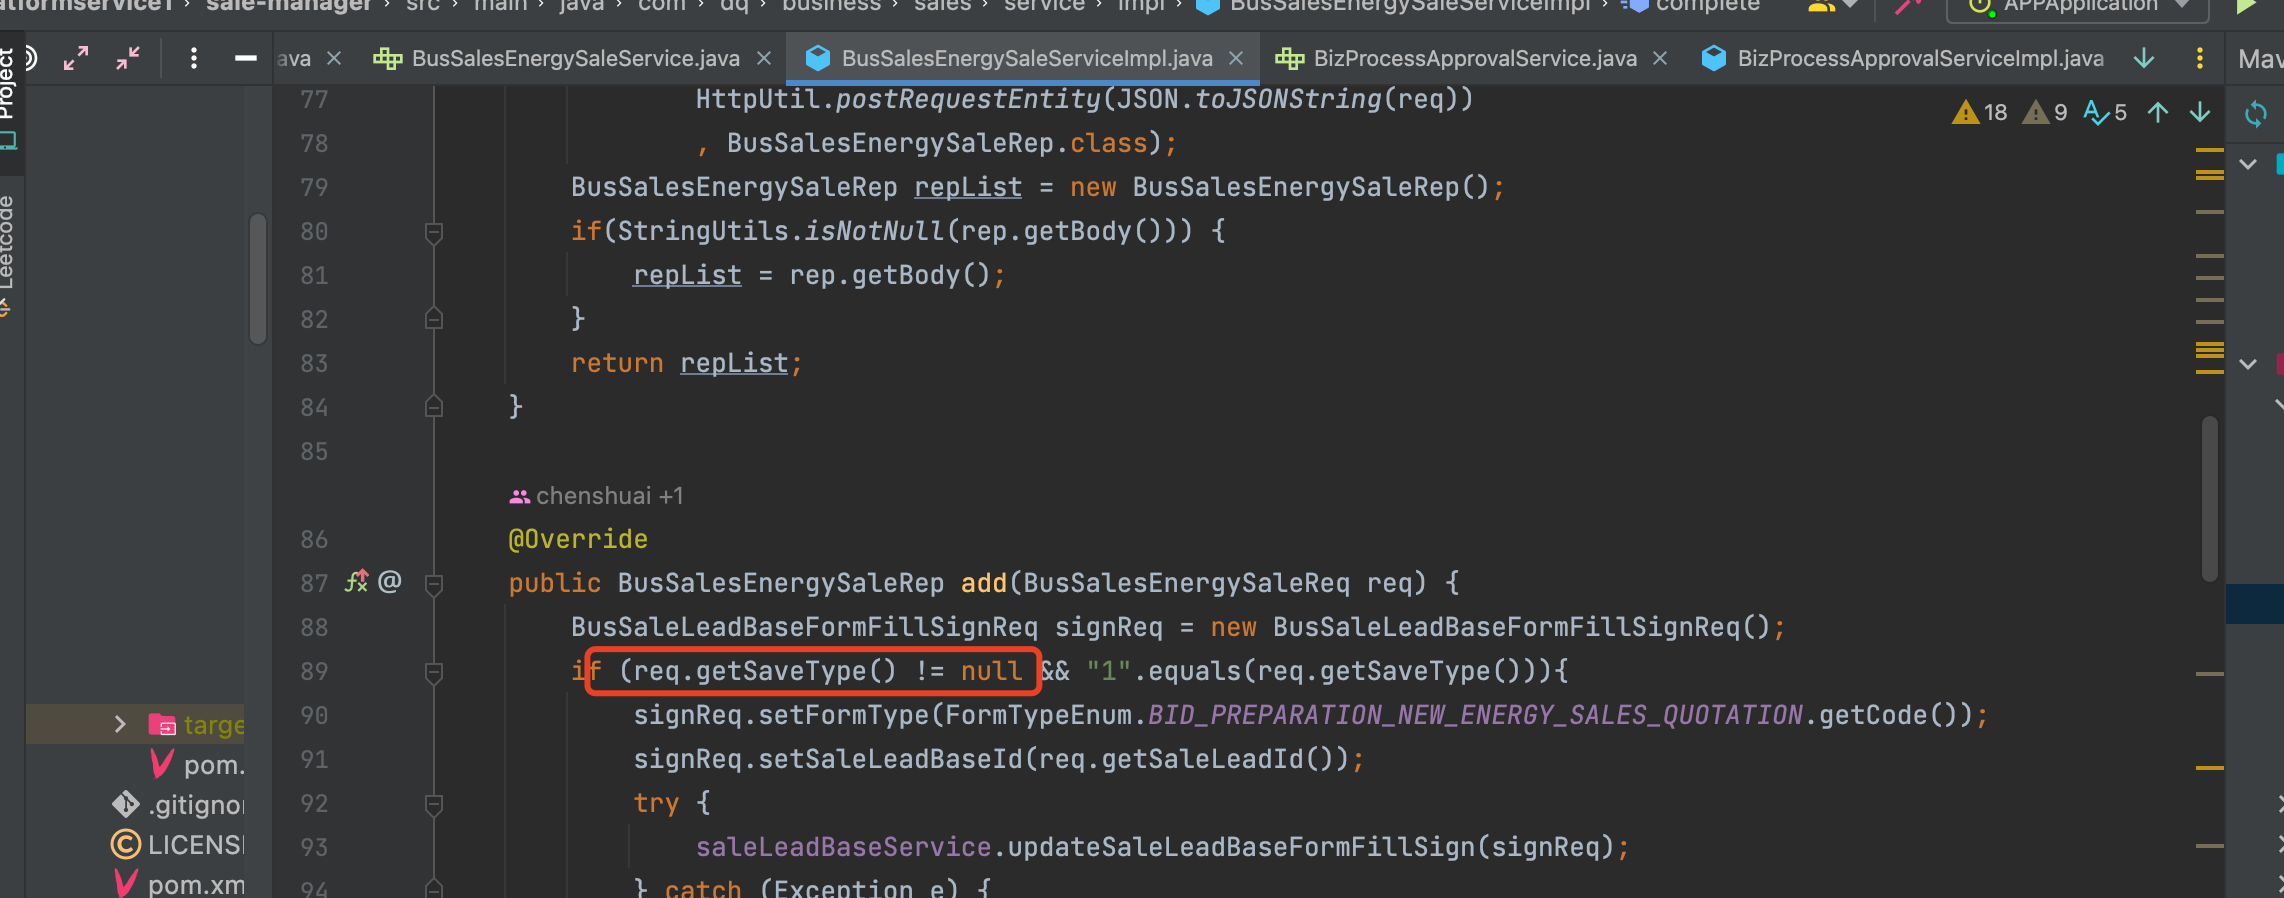 atformservice1 › sale-manager › src › main › java › com › dq › business › sales › service › impl › BusSalesEnergySaleServiceImpl › complete APPApplication
Project
Leetcode
ava BusSalesEnergySaleService.java BusSalesEnergySaleServiceImpl.java BizProcessApprovalService.java BizProcessApprovalServiceImpl.java Mav
18 9 5
77 HttpUtil.postRequestEntity(JSON.toJSONString(req))
78 , BusSalesEnergySaleRep.class);
79 BusSalesEnergySaleRep repList = new BusSalesEnergySaleRep();
80 if(StringUtils.isNotNull(rep.getBody())) {
81 repList = rep.getBody();
82 }
83 return repList;
84 }
85
chenshuai +1
86 @Override
87 public BusSalesEnergySaleRep add(BusSalesEnergySaleReq req) {
88 BusSaleLeadBaseFormFillSignReq signReq = new BusSaleLeadBaseFormFillSignReq();
89 if (req.getSaveType() != null && "1".equals(req.getSaveType())){
90 signReq.setFormType(FormTypeEnum.BID_PREPARATION_NEW_ENERGY_SALES_QUOTATION.getCode());
91 signReq.setSaleLeadBaseId(req.getSaleLeadId());
92 try {
93 saleLeadBaseService.updateSaleLeadBaseFormFillSign(signReq);
94 } catch (Exception e) {
targe
pom.
.gitignor
LICENS
pom.xm